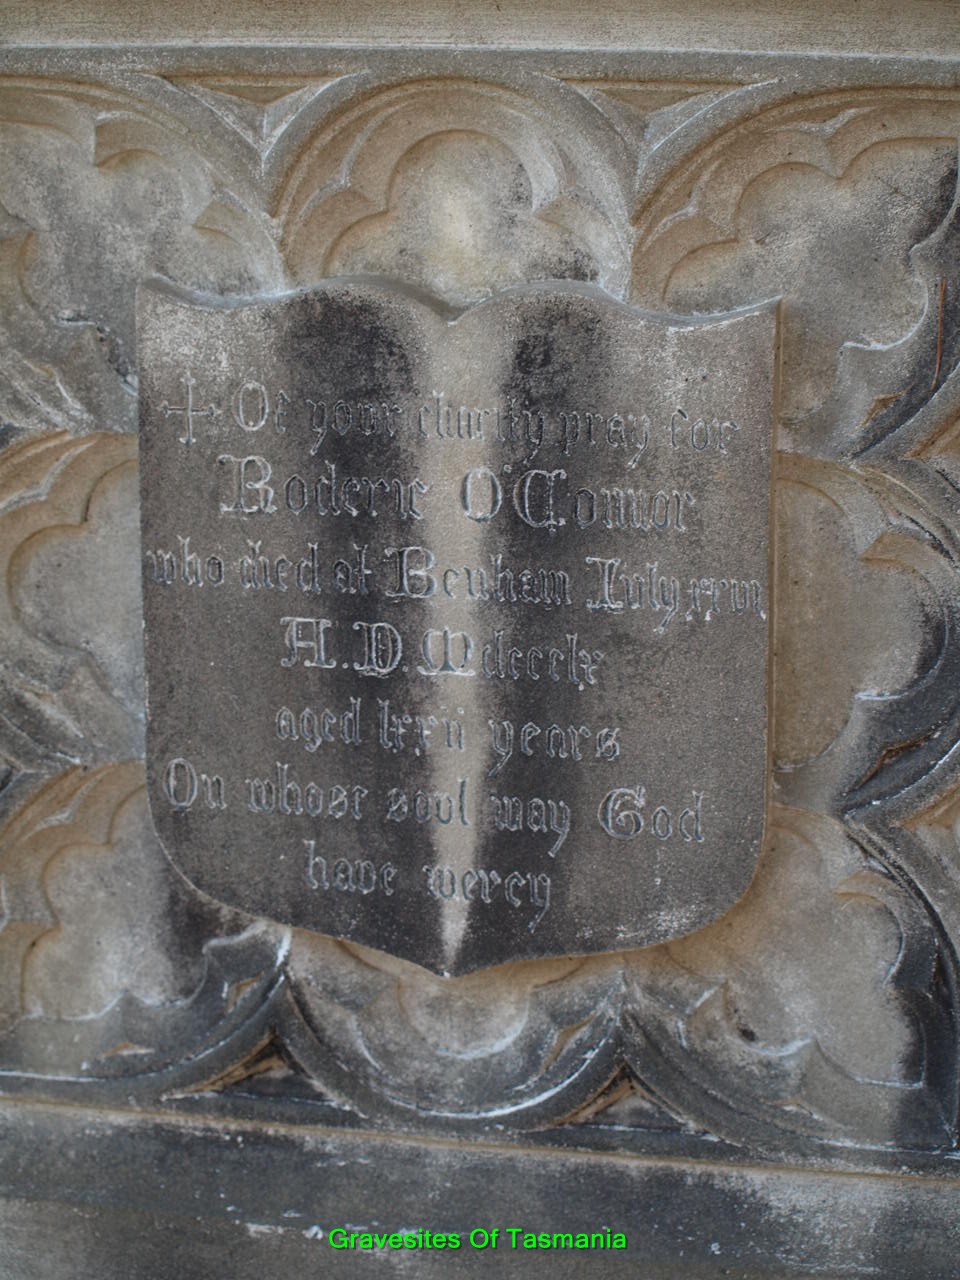 Of your charity pray for
Roderic O'Connor
who died at Benham July
A.D. Mdccclx
aged lxxii years
On whose soul may God
have mercy
Gravesites Of Tasmania